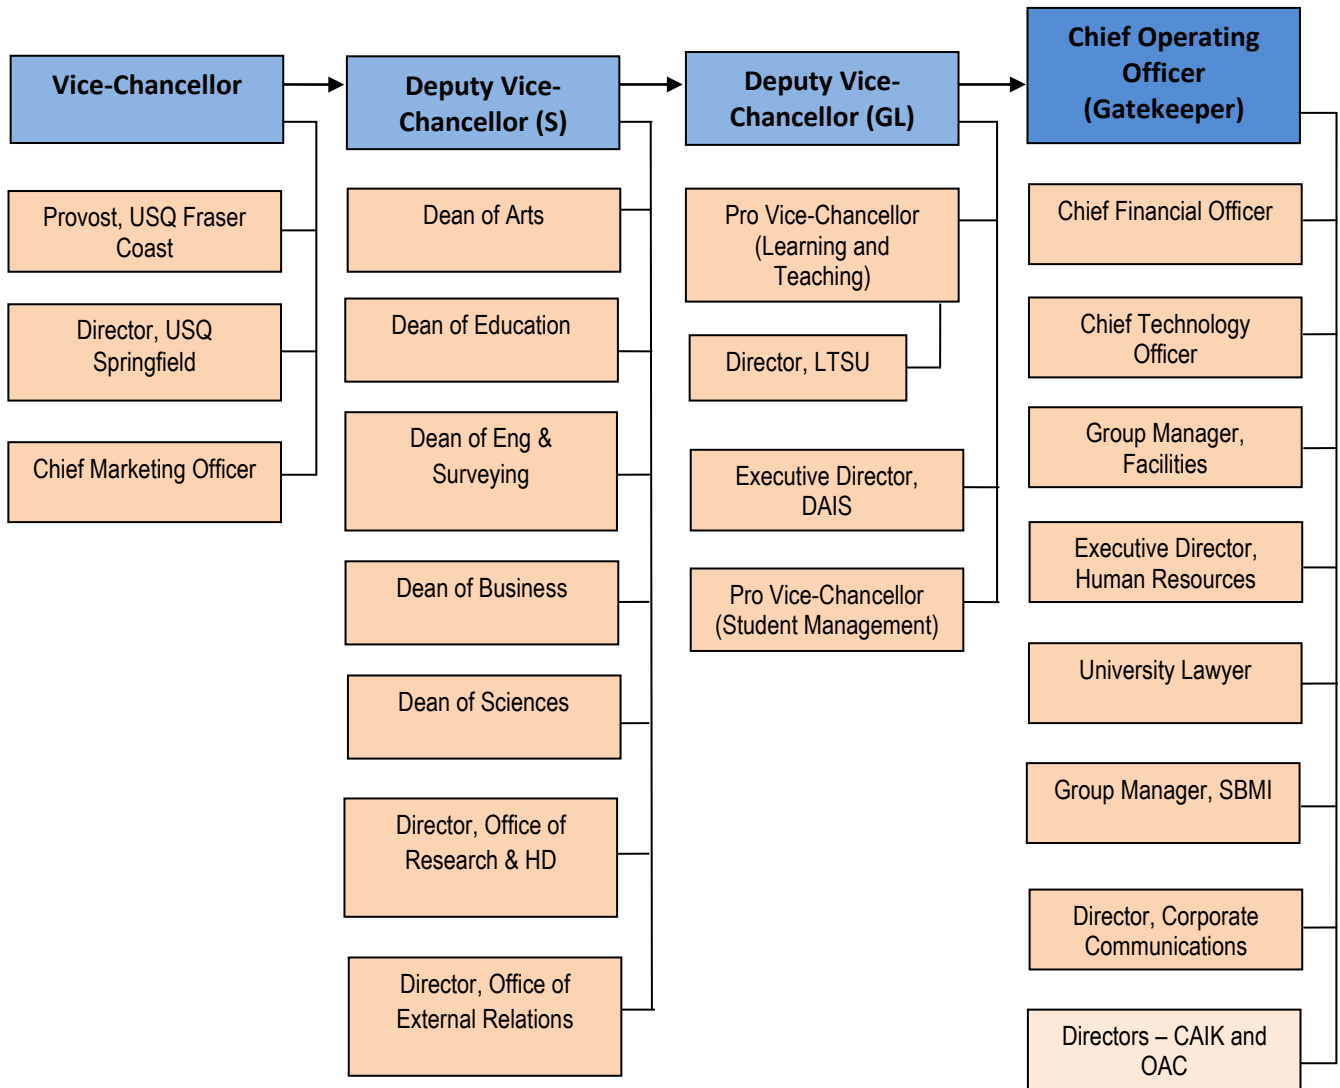 Vice-Chancellor
Provost, USQ Fraser
Coast
Director, USQ
Springfield
Chief Marketing Officer
Deputy Vice-
Chancellor (S)
Dean of Arts
Dean of Education
Dean of Eng &
Surveying
Dean of Business
Dean of Sciences
Director, Office of
Research & HD
Director, Office of
External Relations
Deputy Vice-
Chancellor (GL)
Pro Vice-Chancellor
(Learning and
Teaching)
Director, LTSU
Executive Director,
DAIS
Pro Vice-Chancellor
(Student Management)
Chief Operating
Officer
(Gatekeeper)
Chief Financial Officer
Chief Technology
Officer
Group Manager,
Facilities
Executive Director,
Human Resources
University Lawyer
Group Manager, SBMI
Director, Corporate
Communications
Directors – CAIK and
OAC